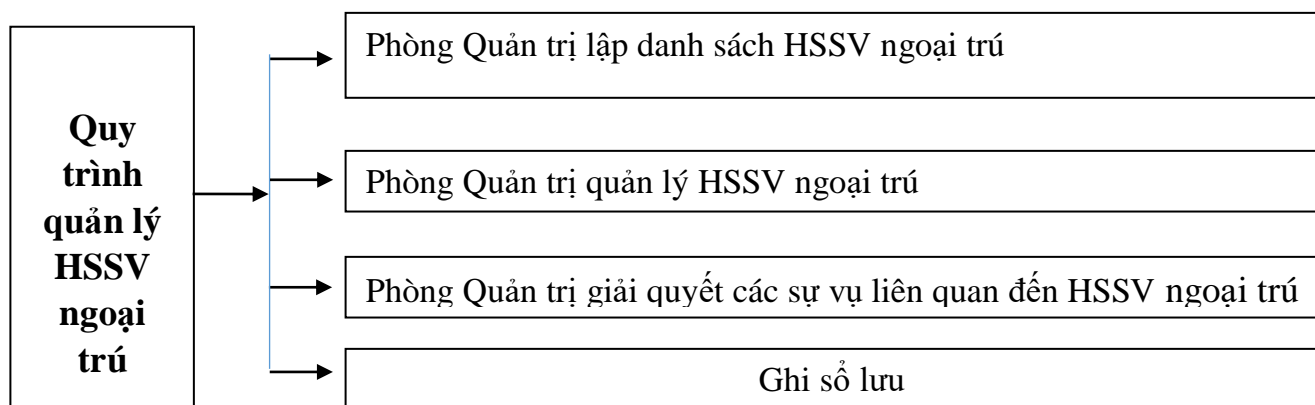 Quy
trình
quản lý
HSSV
ngoại
trú
Phòng Quản trị lập danh sách HSSV ngoại trú
Phòng Quản trị quản lý HSSV ngoại trú
Phòng Quản trị giải quyết các sự vụ liên quan đến HSSV ngoại trú
Ghi sổ lưu